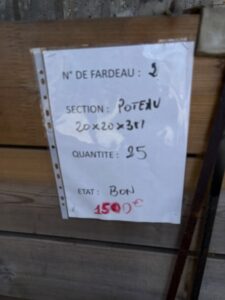 N° DE FARDEAU : 2
SECTION : POTEAU
20x20x3m
QUANTITE : 25
ETAT : BON
1500€